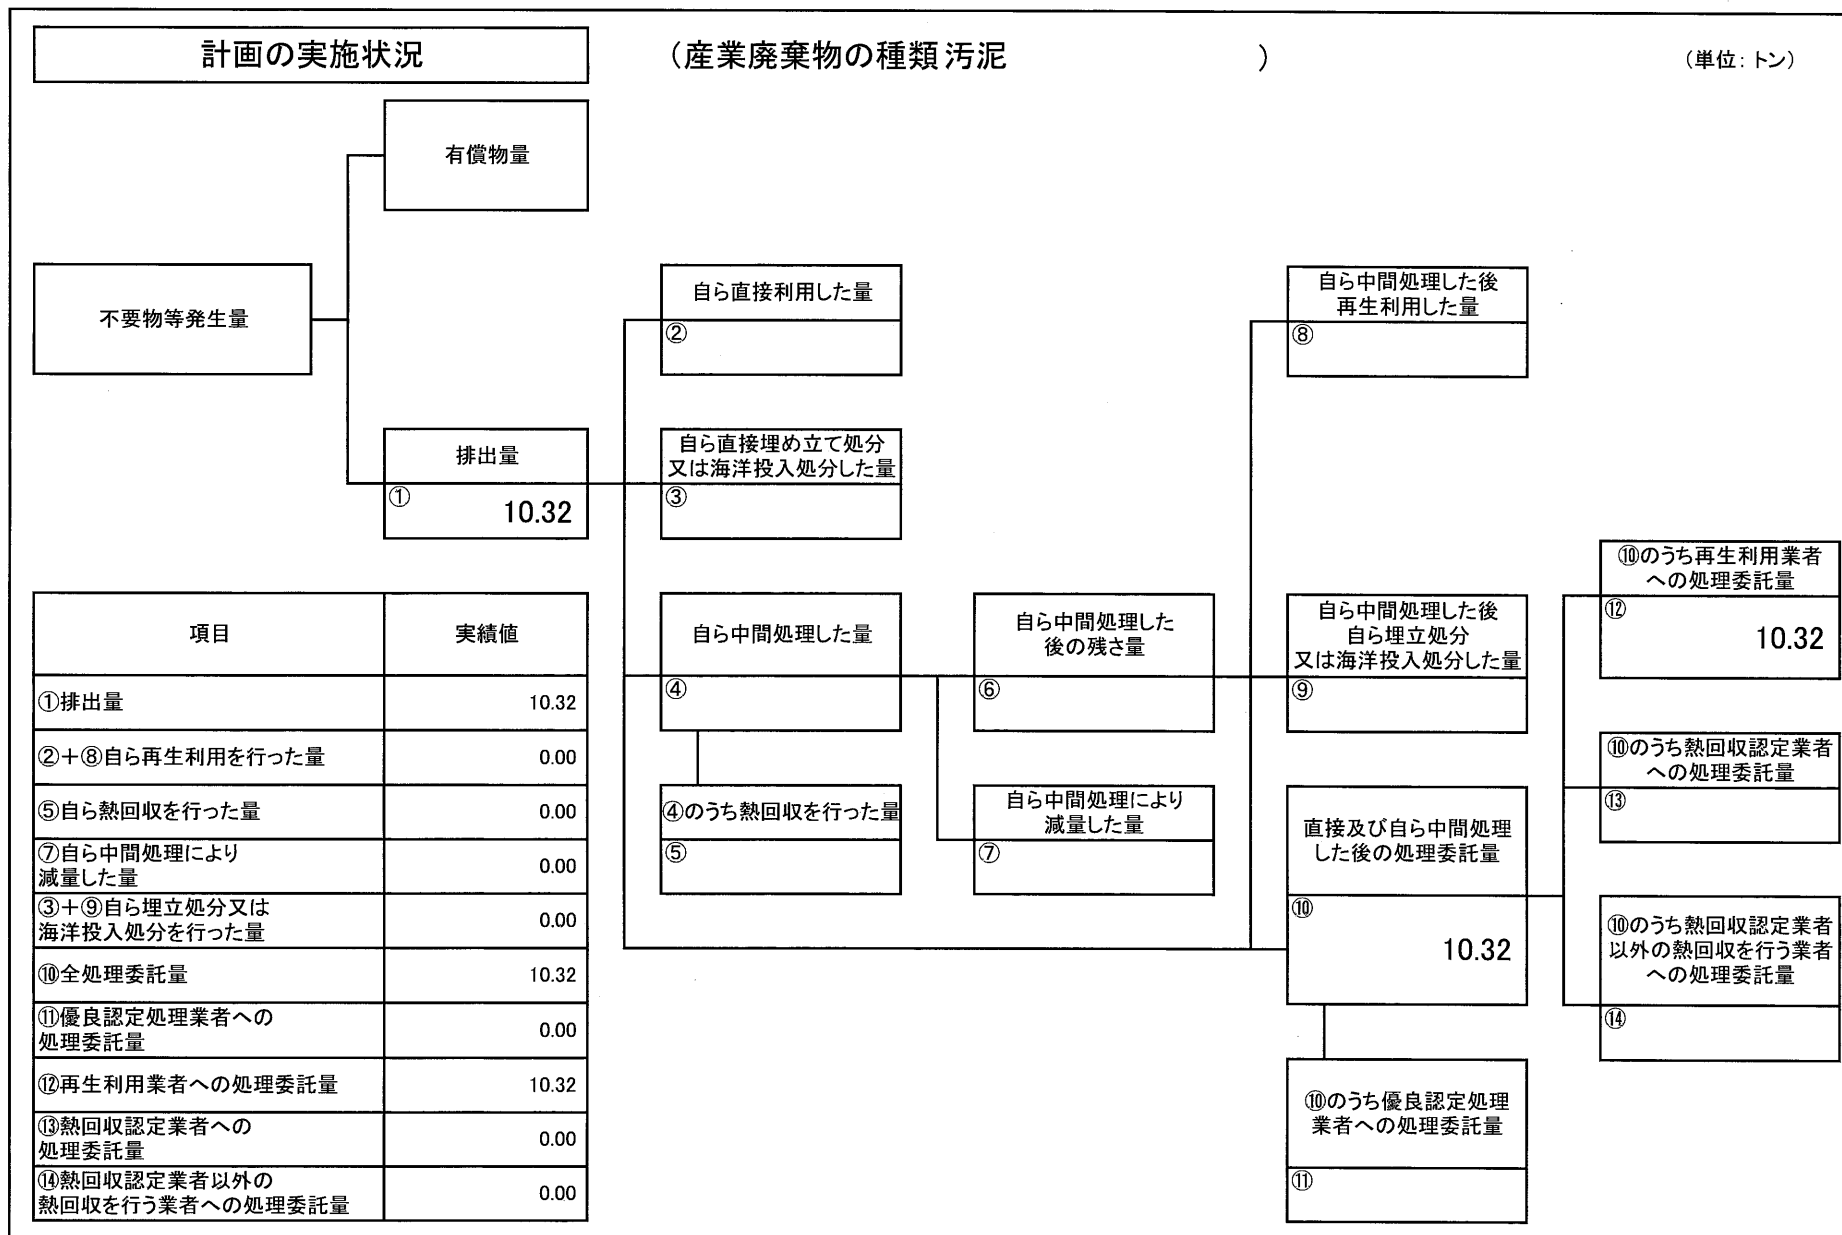 計画の実施状況
（産業廃棄物の種類 汚泥　　　　　）
（単位：トン）
有償物量
不要物等発生量
排出量
①
10.32
自ら直接利用した量
②
自ら直接埋め立て処分
又は海洋投入処分した量
③
自ら中間処理した量
④
④のうち熱回収を行った量
⑤
自ら中間処理した
後の残さ量
⑥
自ら中間処理により
減量した量
⑦
自ら中間処理した後
再生利用した量
⑧
自ら中間処理した後
自ら埋立処分
又は海洋投入処分した量
⑨
直接及び自ら中間処理
した後の処理委託量
⑩
10.32
⑩のうち優良認定処理
業者への処理委託量
⑪
⑩のうち再生利用業者
への処理委託量
⑫
10.32
⑩のうち熱回収認定業者
への処理委託量
⑬
⑩のうち熱回収認定業者
以外の熱回収を行う業者
への処理委託量
⑭
項目 実績値
①排出量 10.32
②＋⑧自ら再生利用を行った量 0.00
⑤自ら熱回収を行った量 0.00
⑦自ら中間処理により
減量した量 0.00
③＋⑨自ら埋立処分又は
海洋投入処分を行った量 0.00
⑩全処理委託量 10.32
⑪優良認定処理業者への
処理委託量 0.00
⑫再生利用業者への処理委託量 10.32
⑬熱回収認定業者への
処理委託量 0.00
⑭熱回収認定業者以外の
熱回収を行う業者への処理委託量 0.00